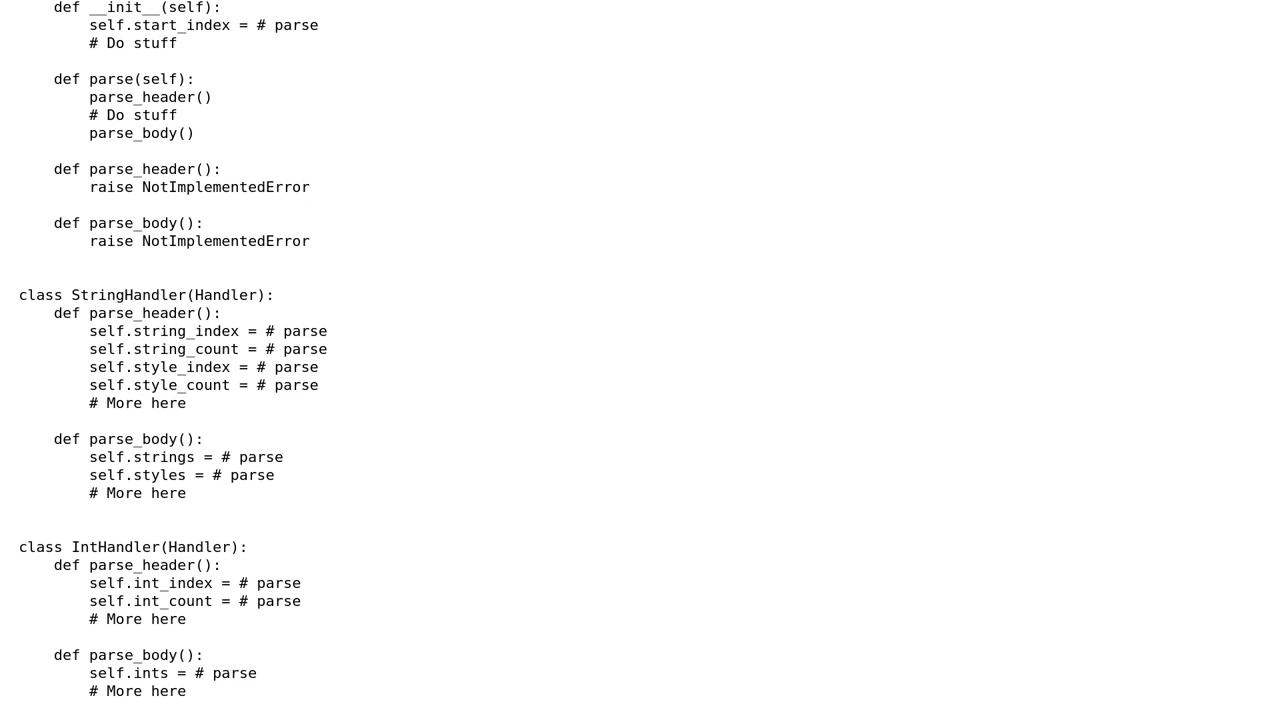 def __init__(self):
        self.start_index = # parse
        # Do stuff

    def parse(self):
        parse_header()
        # Do stuff
        parse_body()

    def parse_header():
        raise NotImplementedError

    def parse_body():
        raise NotImplementedError


class StringHandler(Handler):
    def parse_header():
        self.string_index = # parse
        self.string_count = # parse
        self.style_index = # parse
        self.style_count = # parse
        # More here

    def parse_body():
        self.strings = # parse
        self.styles = # parse
        # More here


class IntHandler(Handler):
    def parse_header():
        self.int_index = # parse
        self.int_count = # parse
        # More here

    def parse_body():
        self.ints = # parse
        # More here